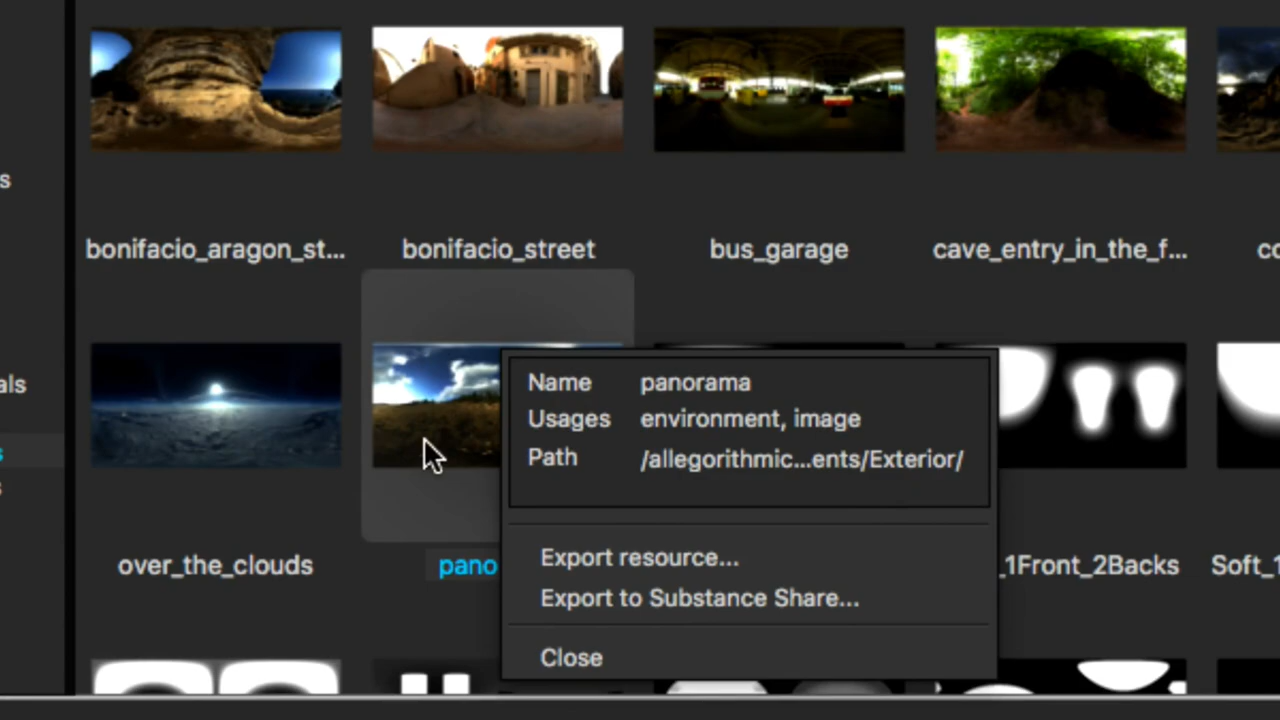 s
bonifacio_aragon_st...
bonifacio_street
bus_garage
cave_entry_in_the_f...
co
als
s
s
Name panorama
Usages environment, image
Path /allegorithmic...ents/Exterior/
over_the_clouds
pano
_1Front_2Backs
Soft_1
Export resource...
Export to Substance Share...
Close